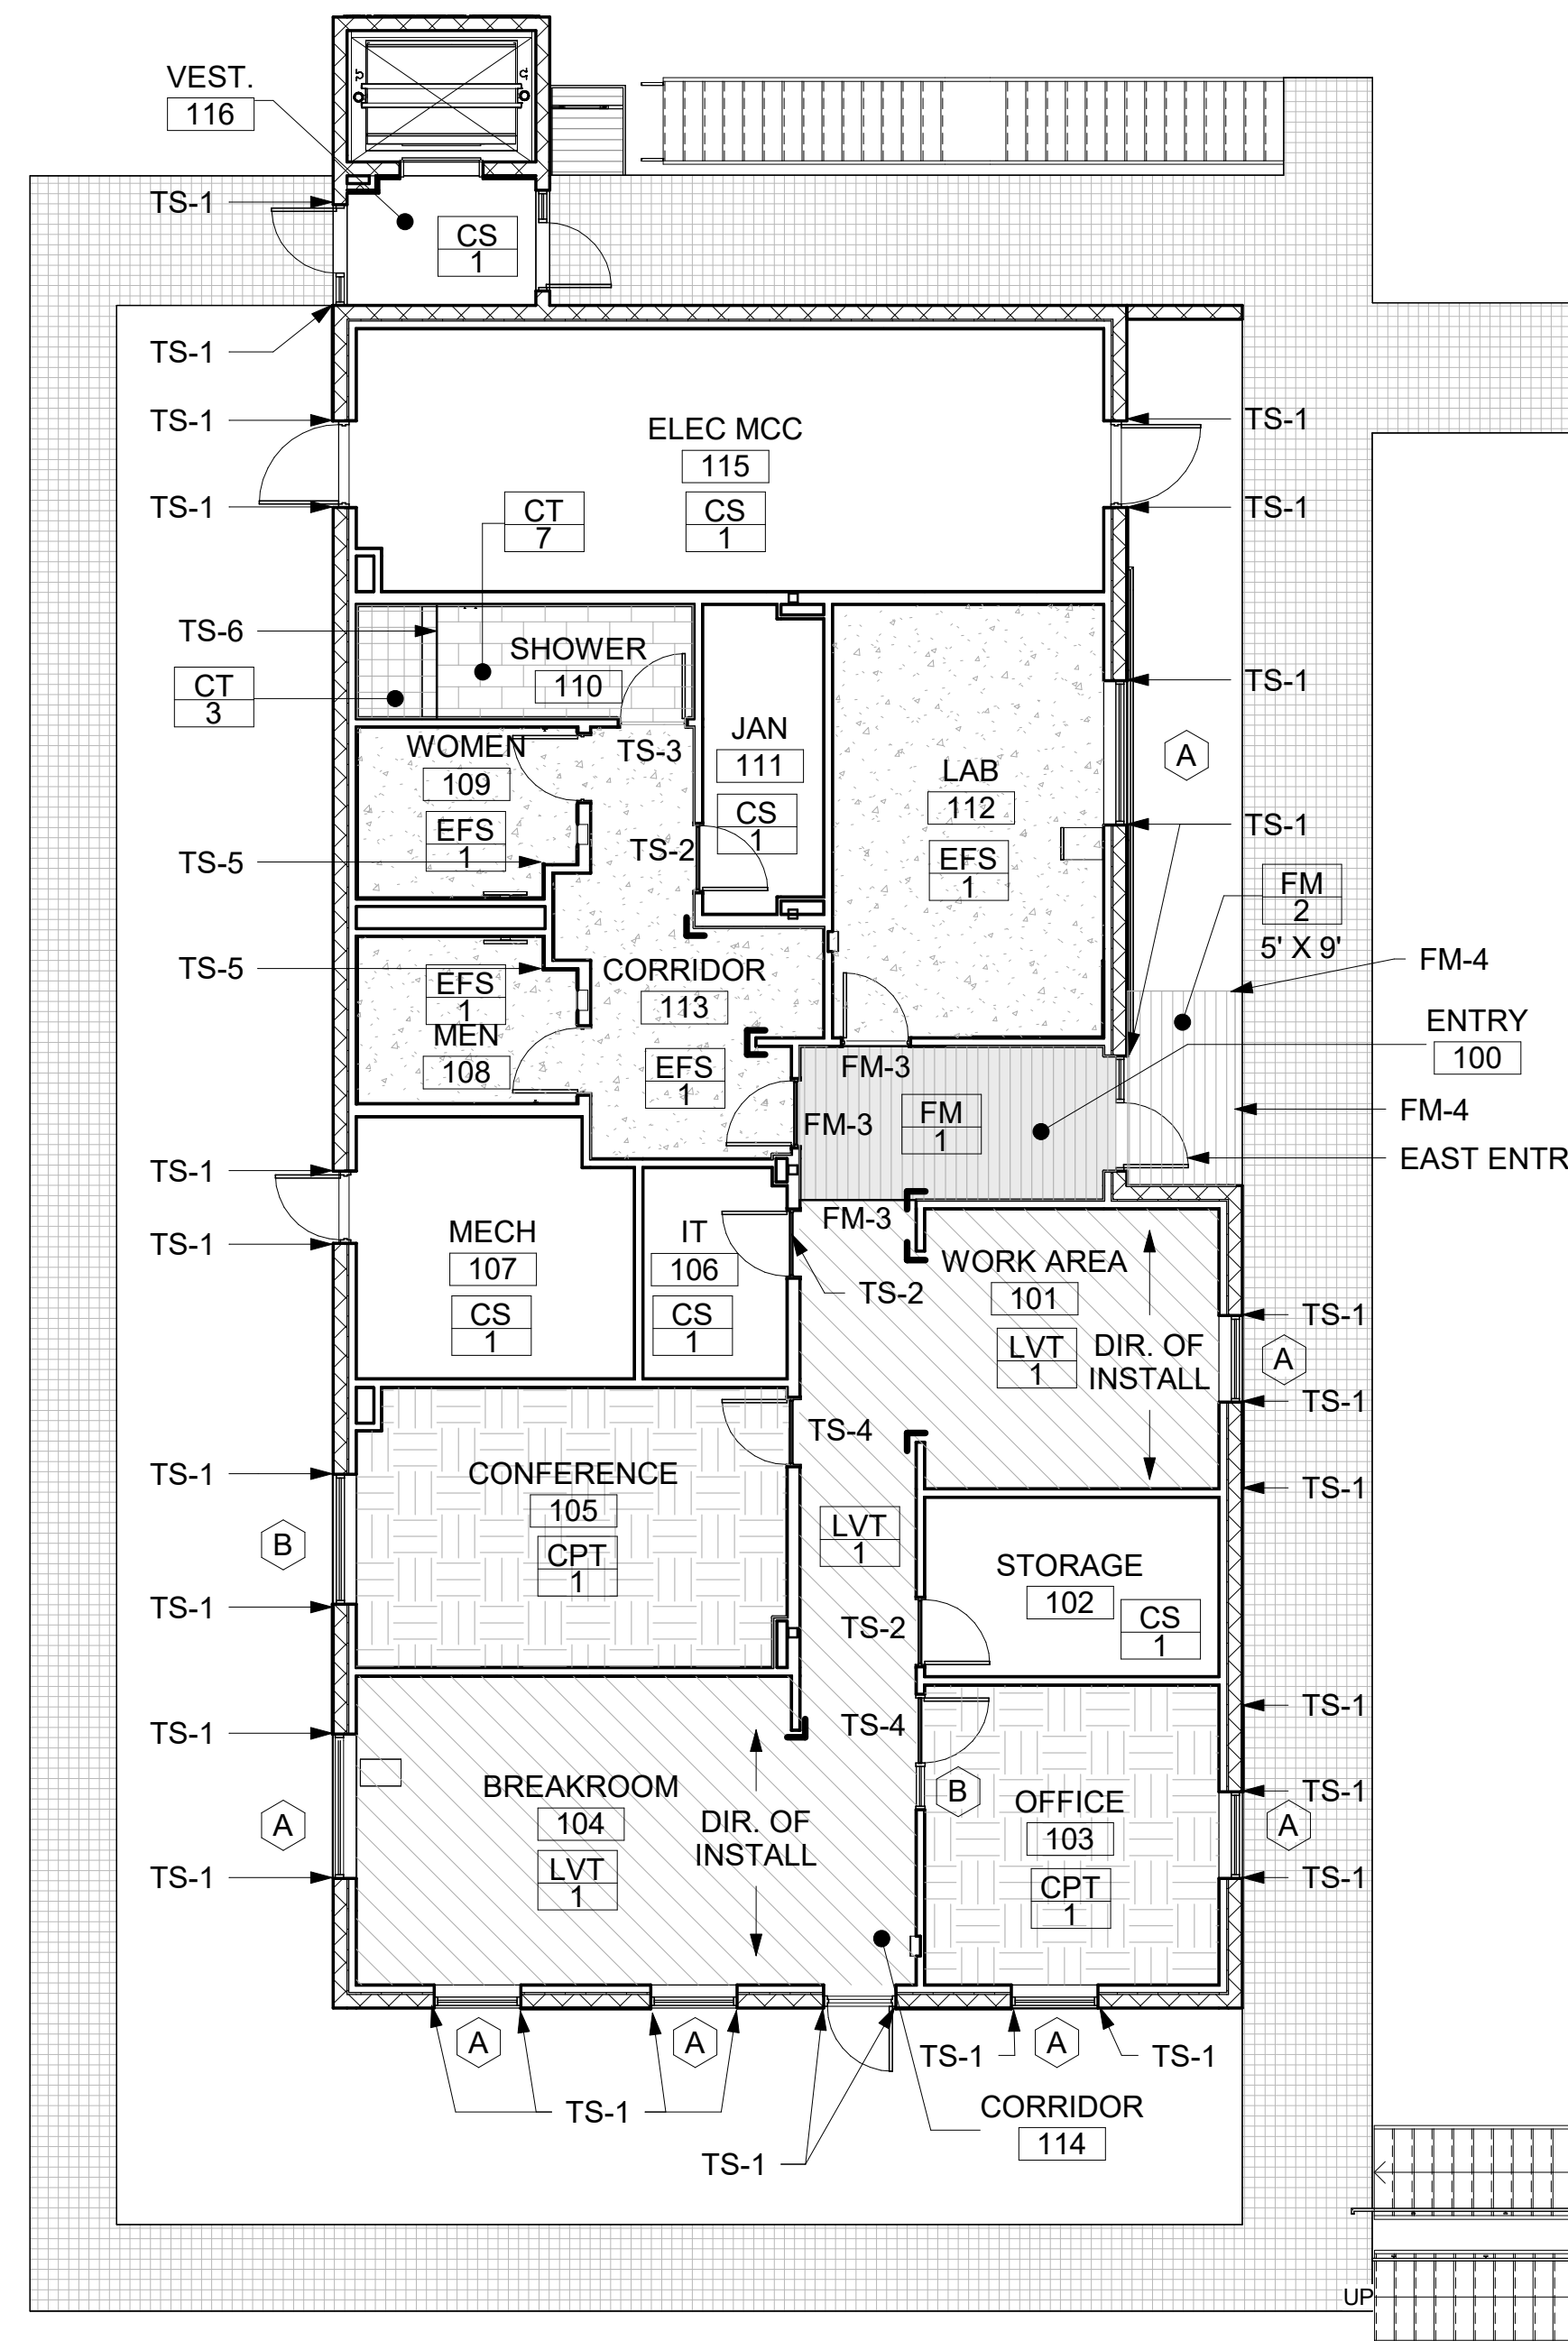 VEST.
116
TS-1
CS
1
TS-1
TS-1
ELEC MCC
115
CS
1
TS-1
TS-1
CT
7
TS-1
TS-6
SHOWER
110
CT
3
TS-1
WOMEN
109
EFS
1
TS-3
JAN
111
CS
1
LAB
112
EFS
1
A
TS-1
TS-5
TS-2
FM
2
5' X 9'
TS-5
EFS
1
MEN
108
CORRIDOR
113
EFS
1
FM-4
ENTRY
100
FM-3
FM-3
FM
1
FM-4
EAST ENTR
TS-1
TS-1
MECH
107
CS
1
IT
106
CS
1
FM-3
TS-2
WORK AREA
101
LVT
1
DIR. OF
INSTALL
TS-1
A
TS-1
TS-1
TS-4
TS-1
CONFERENCE
105
CPT
1
B
TS-1
LVT
1
STORAGE
102
CS
1
TS-2
TS-1
TS-4
TS-1
BREAKROOM
104
LVT
1
DIR. OF
INSTALL
A
TS-1
B
OFFICE
103
CPT
1
TS-1
A
TS-1
A
A
TS-1
A
TS-1
TS-1
TS-1
CORRIDOR
114
UP